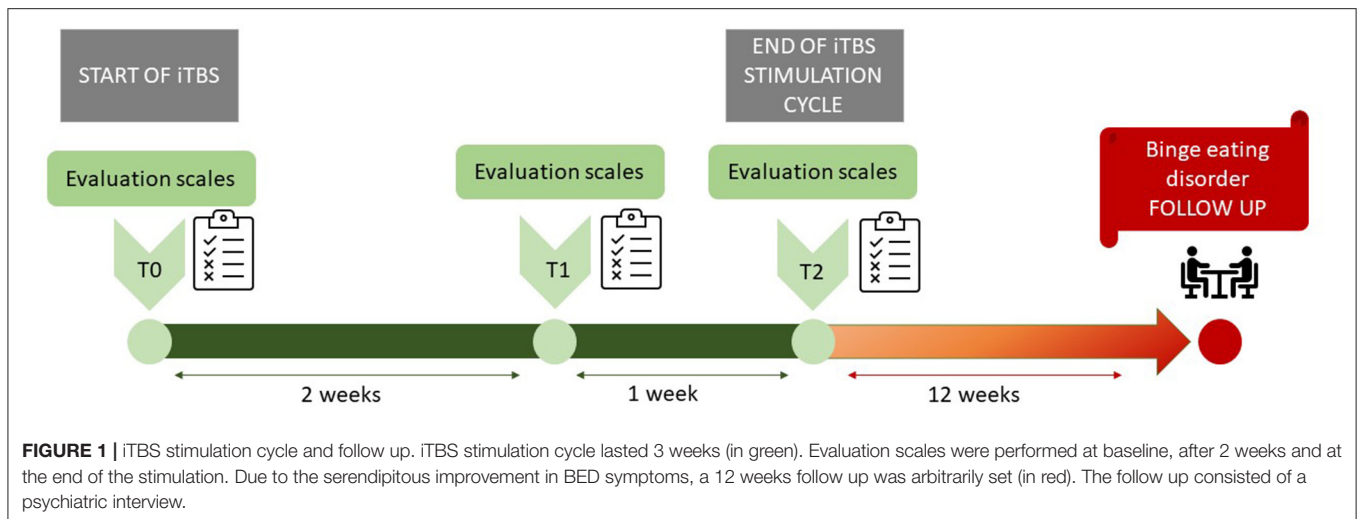 START OF iTBS
END OF iTBS
STIMULATION
CYCLE
Evaluation scales
Evaluation scales
Evaluation scales
Binge eating
disorder
FOLLOW UP
T0
T1
T2
2 weeks
1 week
12 weeks
FIGURE 1 | iTBS stimulation cycle and follow up. iTBS stimulation cycle lasted 3 weeks (in green). Evaluation scales were performed at baseline, after 2 weeks and at
the end of the stimulation. Due to the serendipitous improvement in BED symptoms, a 12 weeks follow up was arbitrarily set (in red). The follow up consisted of a
psychiatric interview.